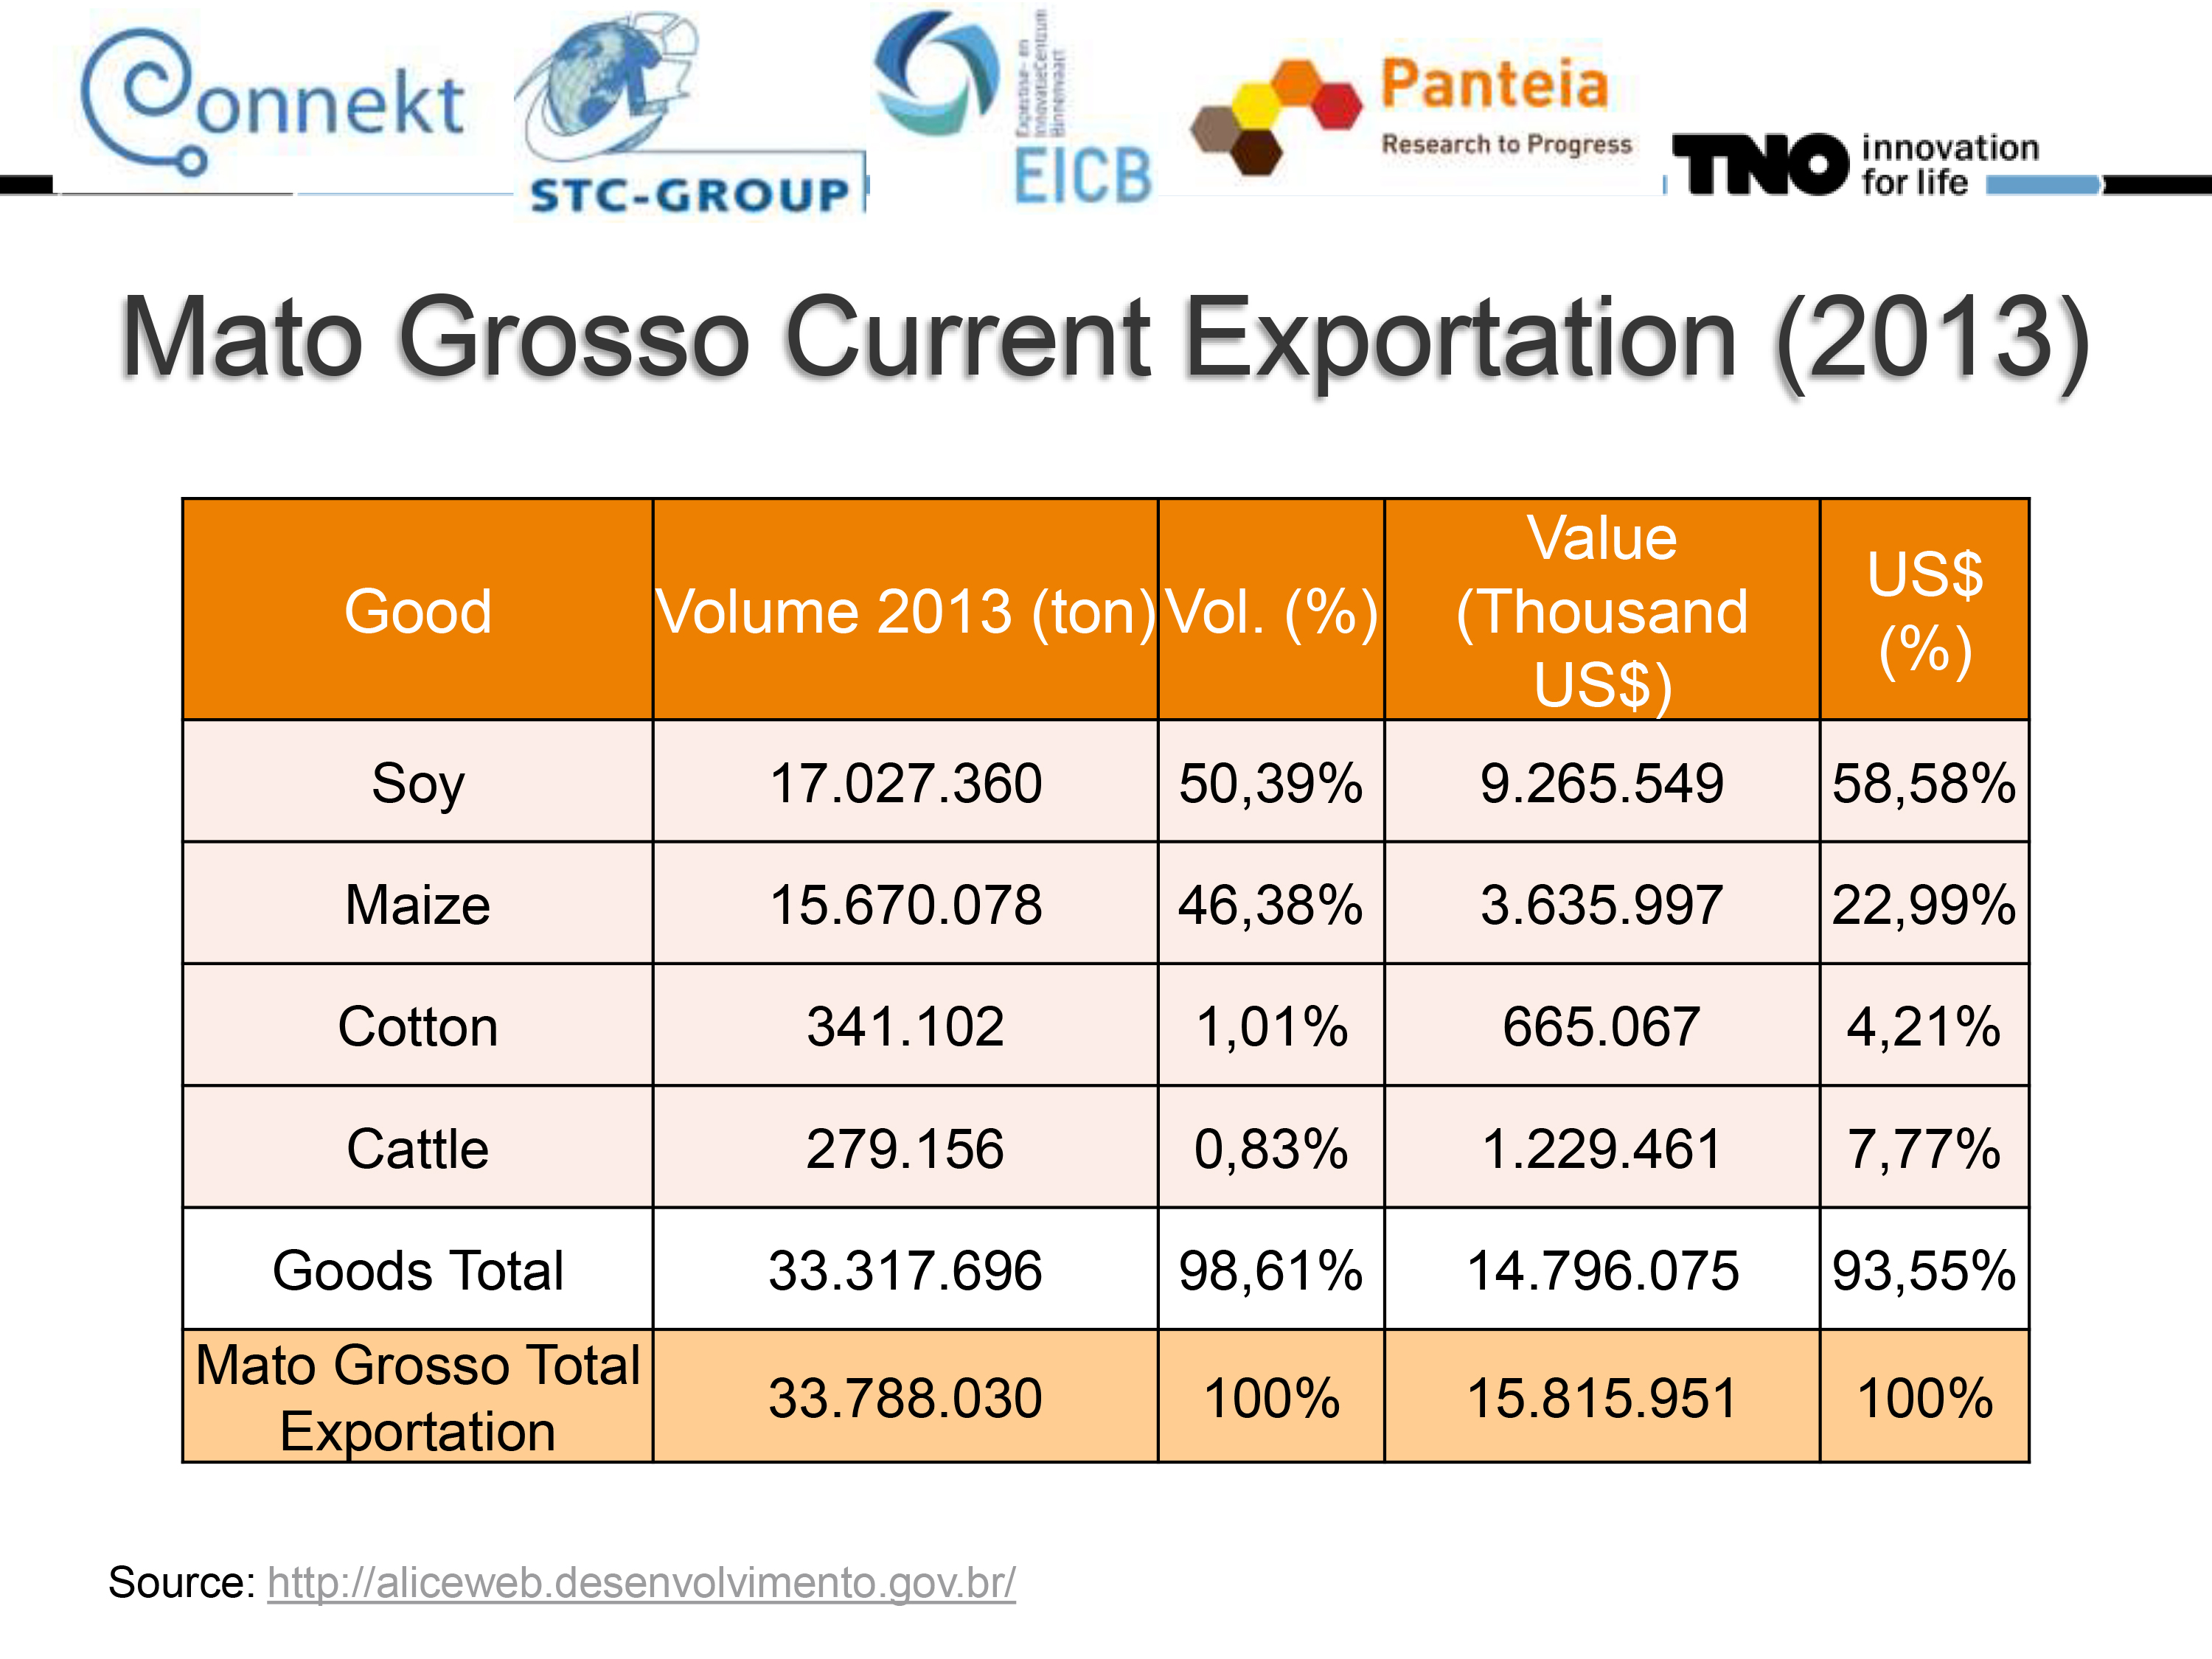 Connekt
STC-GROUP
Expertise- en
InnovatieCentrum
Binnenvaart
EICB
Panteia
Research to Progress
TNO innovation
for life
Mato Grosso Current Exportation (2013)
Good Volume 2013 (ton) Vol. (%) Value (Thousand US$) US$ (%)
Soy 17.027.360 50,39% 9.265.549 58,58%
Maize 15.670.078 46,38% 3.635.997 22,99%
Cotton 341.102 1,01% 665.067 4,21%
Cattle 279.156 0,83% 1.229.461 7,77%
Goods Total 33.317.696 98,61% 14.796.075 93,55%
Mato Grosso Total Exportation 33.788.030 100% 15.815.951 100%
Source: http://aliceweb.desenvolvimento.gov.br/